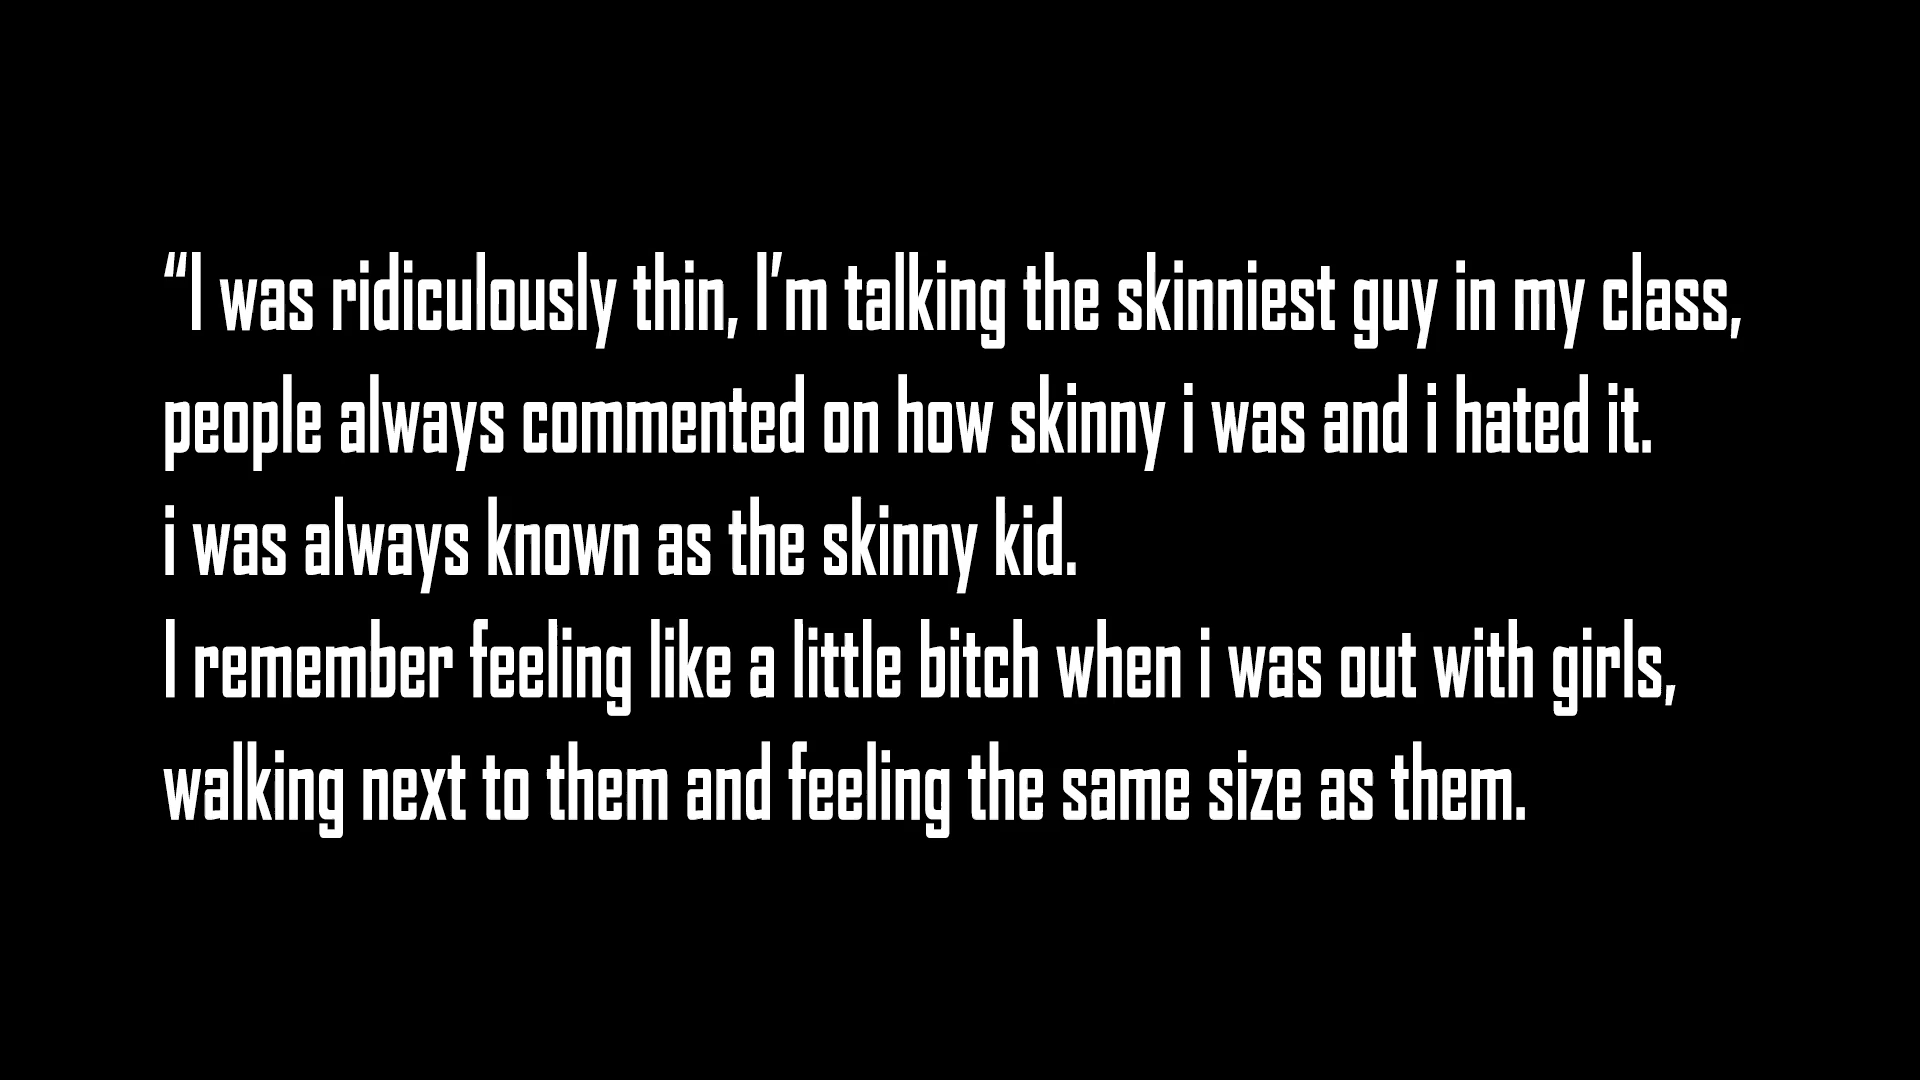 “I was ridiculously thin, I’m talking the skinniest guy in my class,
people always commented on how skinny i was and i hated it.
i was always known as the skinny kid.
I remember feeling like a little bitch when i was out with girls,
walking next to them and feeling the same size as them.